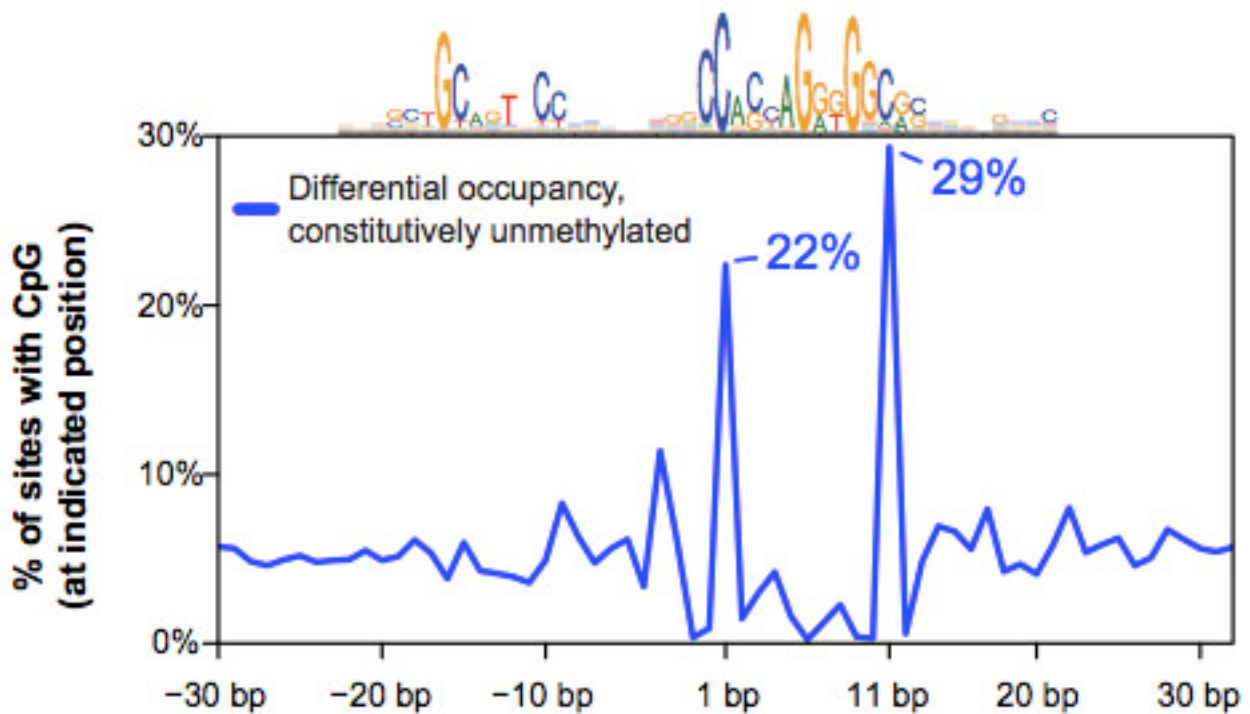 30%
Differential occupancy,
constitutively unmethylated
29%
22%
20%
10%
0%
% of sites with CpG
(at indicated position)
−30 bp
−20 bp
−10 bp
1 bp
11 bp
20 bp
30 bp